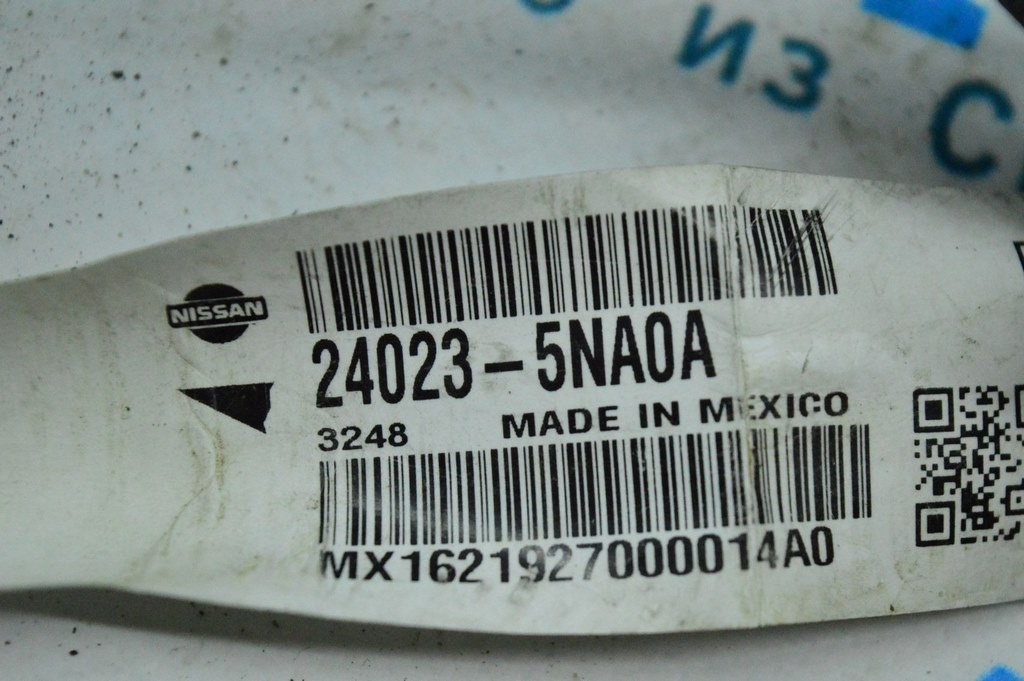 из С
NISSAN
24023-5NA0A
3248 MADE IN MEXICO
MX1621927000014A0